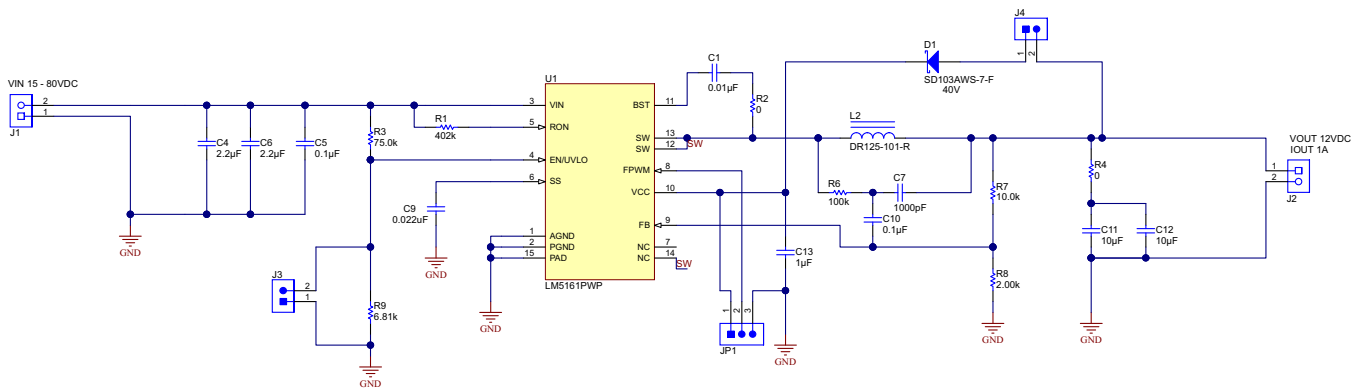 VIN 15 - 80VDC
2
1
J1
GND
C4
2.2µF
C6
2.2µF
C5
0.1µF
R3
75.0k
R1
402k
C9
0.022uF
GND
J3
2
1
R9
6.81k
GND
GND
U1
3 VIN
5 RON
4 EN/UVLO
6 SS
1 AGND
2 PGND
15 PAD
BST 11
SW 13
SW 12
SW
FPWM 8
VCC 10
FB 9
NC 7
NC 14
SW
LM5161PWP
C1
0.01µF
R2
0
L2
DR125-101-R
R6
100k
C7
1000pF
C10
0.1µF
C13
1µF
1
2
3
JP1
GND
D1
SD103AWS-7-F
40V
J4
1
2
R7
10.0k
R8
2.00k
GND
R4
0
C11
10µF
C12
10µF
GND
VOUT 12VDC
IOUT 1A
1
2
J2